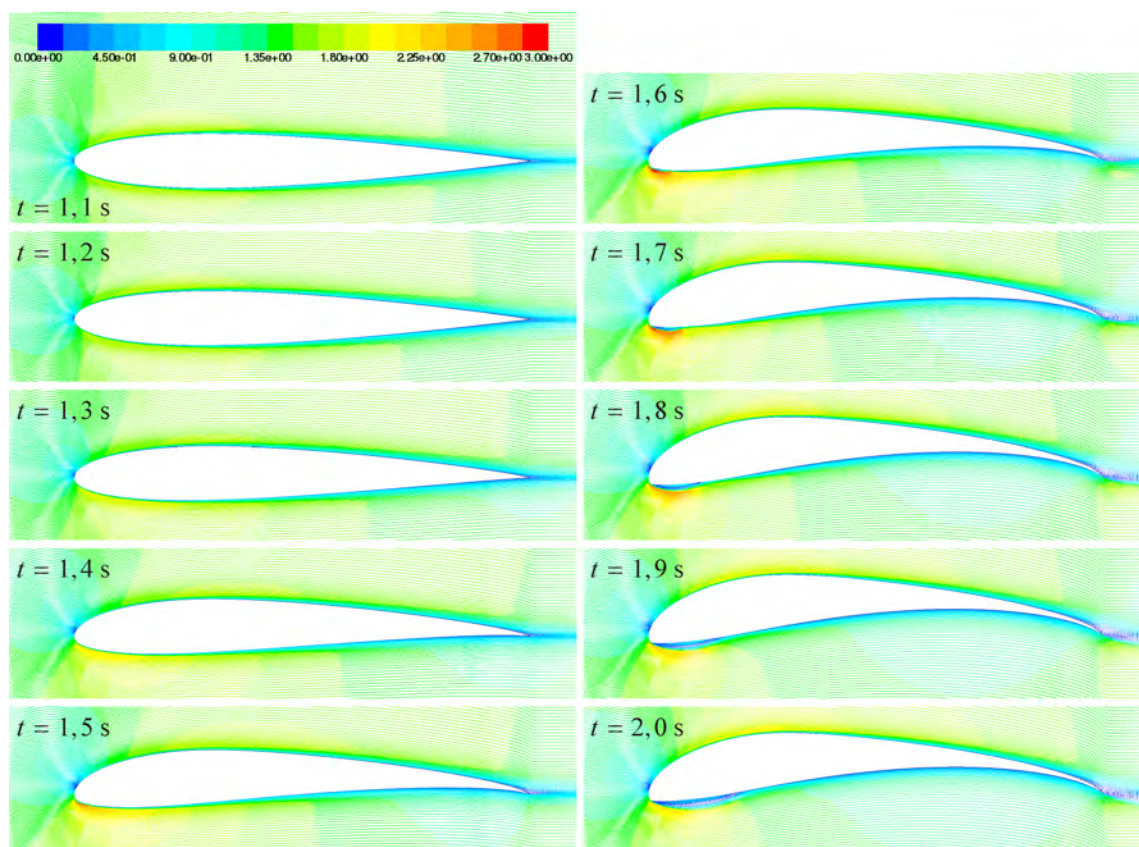 0.00e+00 4.50e-01 9.00e-01 1.35e+00 1.80e+00 2.25e+00 2.70e+00 3.00e+00
t = 1,1 s
t = 1,2 s
t = 1,3 s
t = 1,4 s
t = 1,5 s
t = 1,6 s
t = 1,7 s
t = 1,8 s
t = 1,9 s
t = 2,0 s